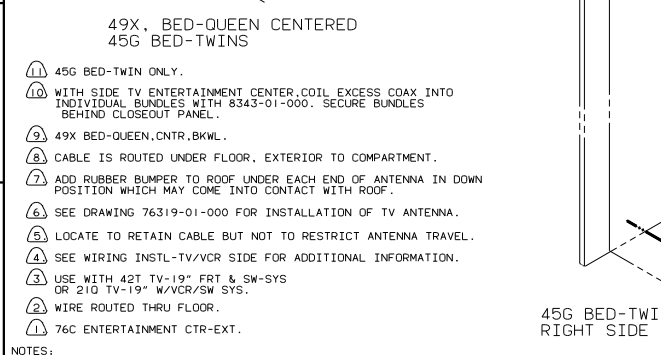 49X, BED-QUEEN CENTERED
45G BED-TWINS
11. 45G BED-TWIN ONLY.
10. WITH SIDE TV ENTERTAINMENT CENTER,COIL EXCESS COAX INTO
INDIVIDUAL BUNDLES WITH 8343-01-000. SECURE BUNDLES
BEHIND CLOSEOUT PANEL.
9. 49X BED-QUEEN,CNTR,BKWL.
8. CABLE IS ROUTED UNDER FLOOR, EXTERIOR TO COMPARTMENT.
7. ADD RUBBER BUMPER TO ROOF UNDER EACH END OF ANTENNA IN DOWN
POSITION WHICH MAY COME INTO CONTACT WITH ROOF.
6. SEE DRAWING 76319-01-000 FOR INSTALLATION OF TV ANTENNA.
5. LOCATE TO RETAIN CABLE BUT NOT TO RESTRICT ANTENNA TRAVEL.
4. SEE WIRING INSTL-TV/VCR SIDE FOR ADDITIONAL INFORMATION.
3. USE WITH 42T TV-19" FRT & SW-SYS
OR 21Q TV-19" W/VCR/SW SYS.
2. WIRE ROUTED THRU FLOOR.
1. 76C ENTERTAINMENT CTR-EXT.
NOTES:
45G BED-TWI
RIGHT SIDE